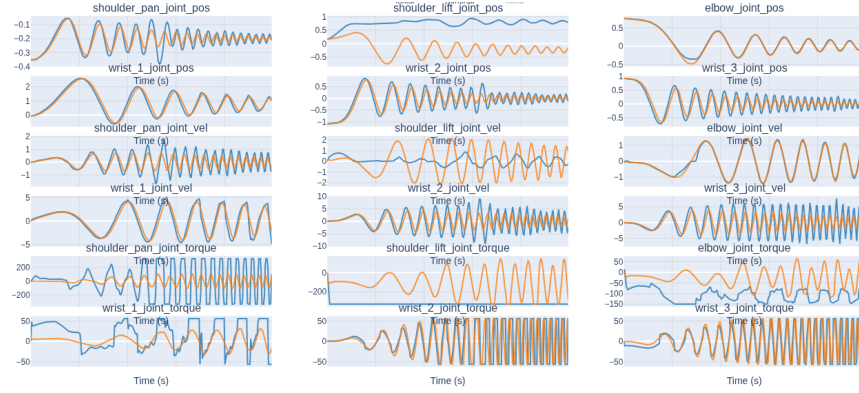 shoulder_pan_joint_pos shoulder_lift_joint_pos elbow_joint_pos
−0.1 −0.2 −0.3 −0.4
1 0.5 0 −0.5
0.5 0 −0.5
Time (s) Time (s) Time (s)
wrist_1_joint_pos wrist_2_joint_pos wrist_3_joint_pos
2 1 0
0.5 0 −0.5 −1
0.5 0 −0.5
Time (s) Time (s) Time (s)
shoulder_pan_joint_vel shoulder_lift_joint_vel elbow_joint_vel
2 1 0 −1
2 1 0 −1 −2
1 0 −1
Time (s) Time (s) Time (s)
wrist_1_joint_vel wrist_2_joint_vel wrist_3_joint_vel
5 0 −5
10 5 0 −5 −10
5 0 −5
Time (s) Time (s) Time (s)
shoulder_pan_joint_torque shoulder_lift_joint_torque elbow_joint_torque
200 0 −200
0 −200
50 0 −50 −100 −150
Time (s) Time (s) Time (s)
wrist_1_joint_torque wrist_2_joint_torque wrist_3_joint_torque
50 0 −50
50 0 −50
50 0 −50
Time (s) Time (s) Time (s)